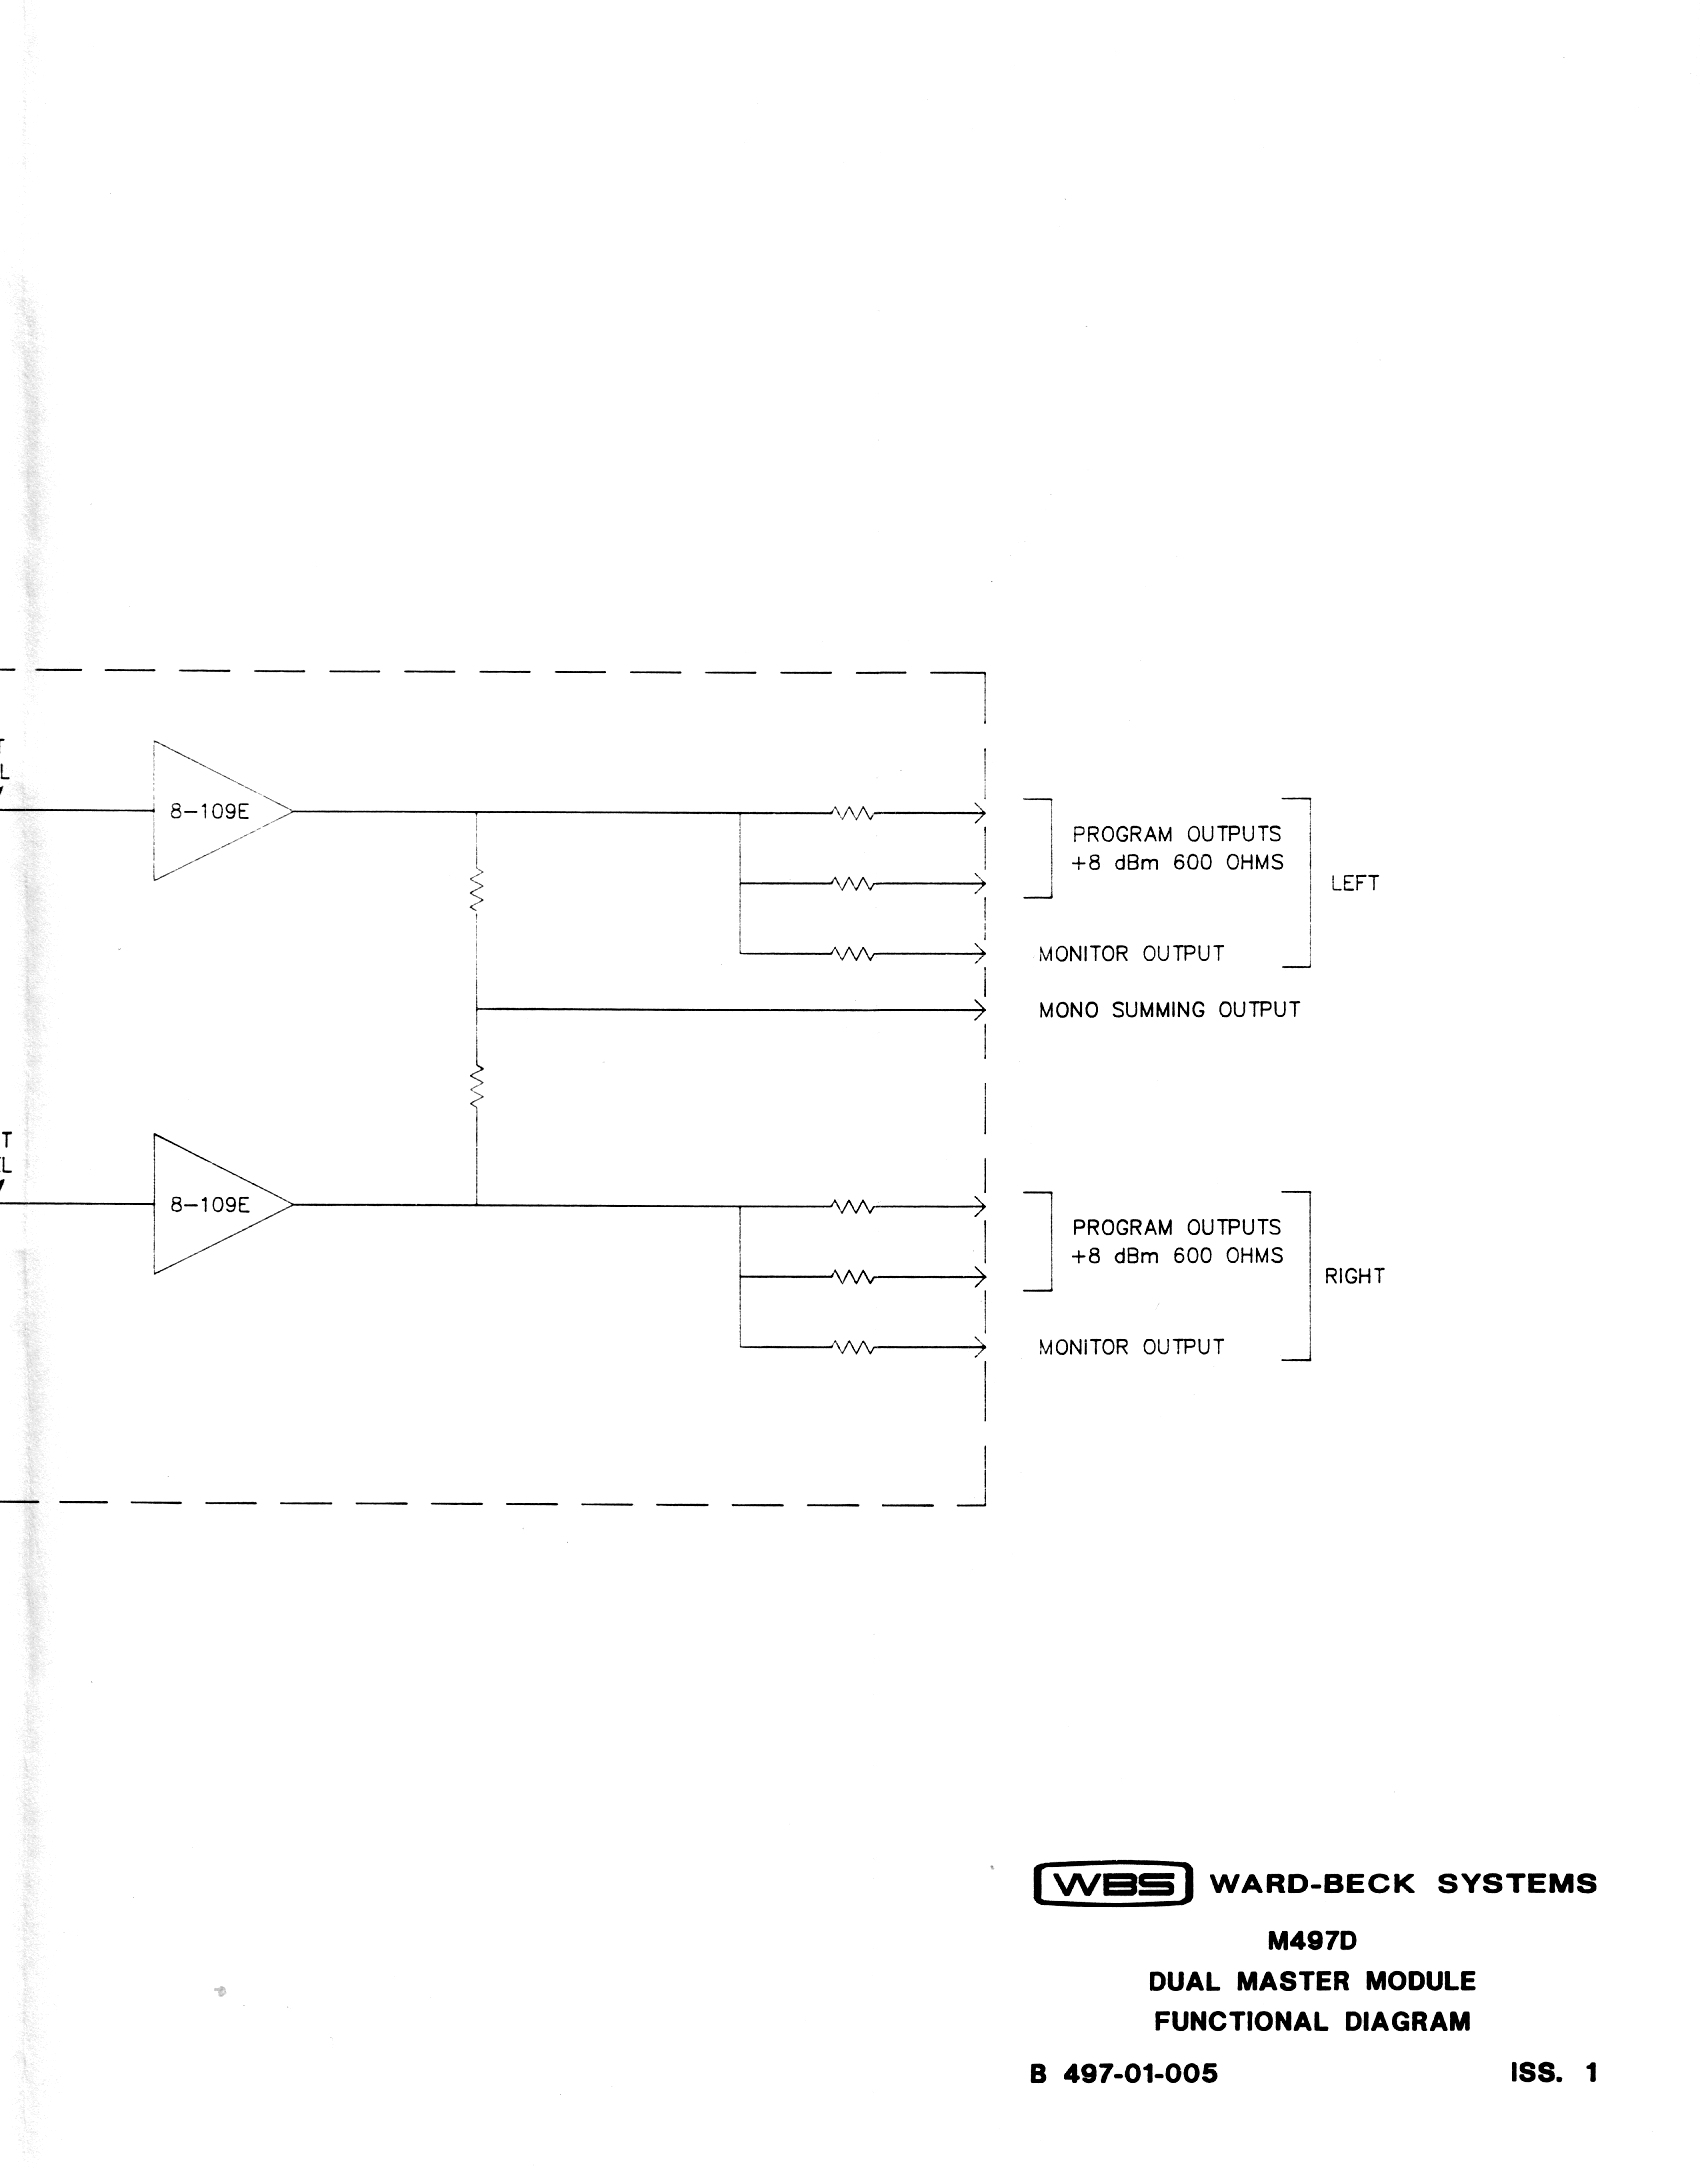 T
L
8-109E
PROGRAM OUTPUTS
+8 dBm 600 OHMS
LEFT
MONITOR OUTPUT
MONO SUMMING OUTPUT
T
L
8-109E
PROGRAM OUTPUTS
+8 dBm 600 OHMS
RIGHT
MONITOR OUTPUT
WBS WARD-BECK SYSTEMS
M497D
DUAL MASTER MODULE
FUNCTIONAL DIAGRAM
B 497-01-005 ISS. 1